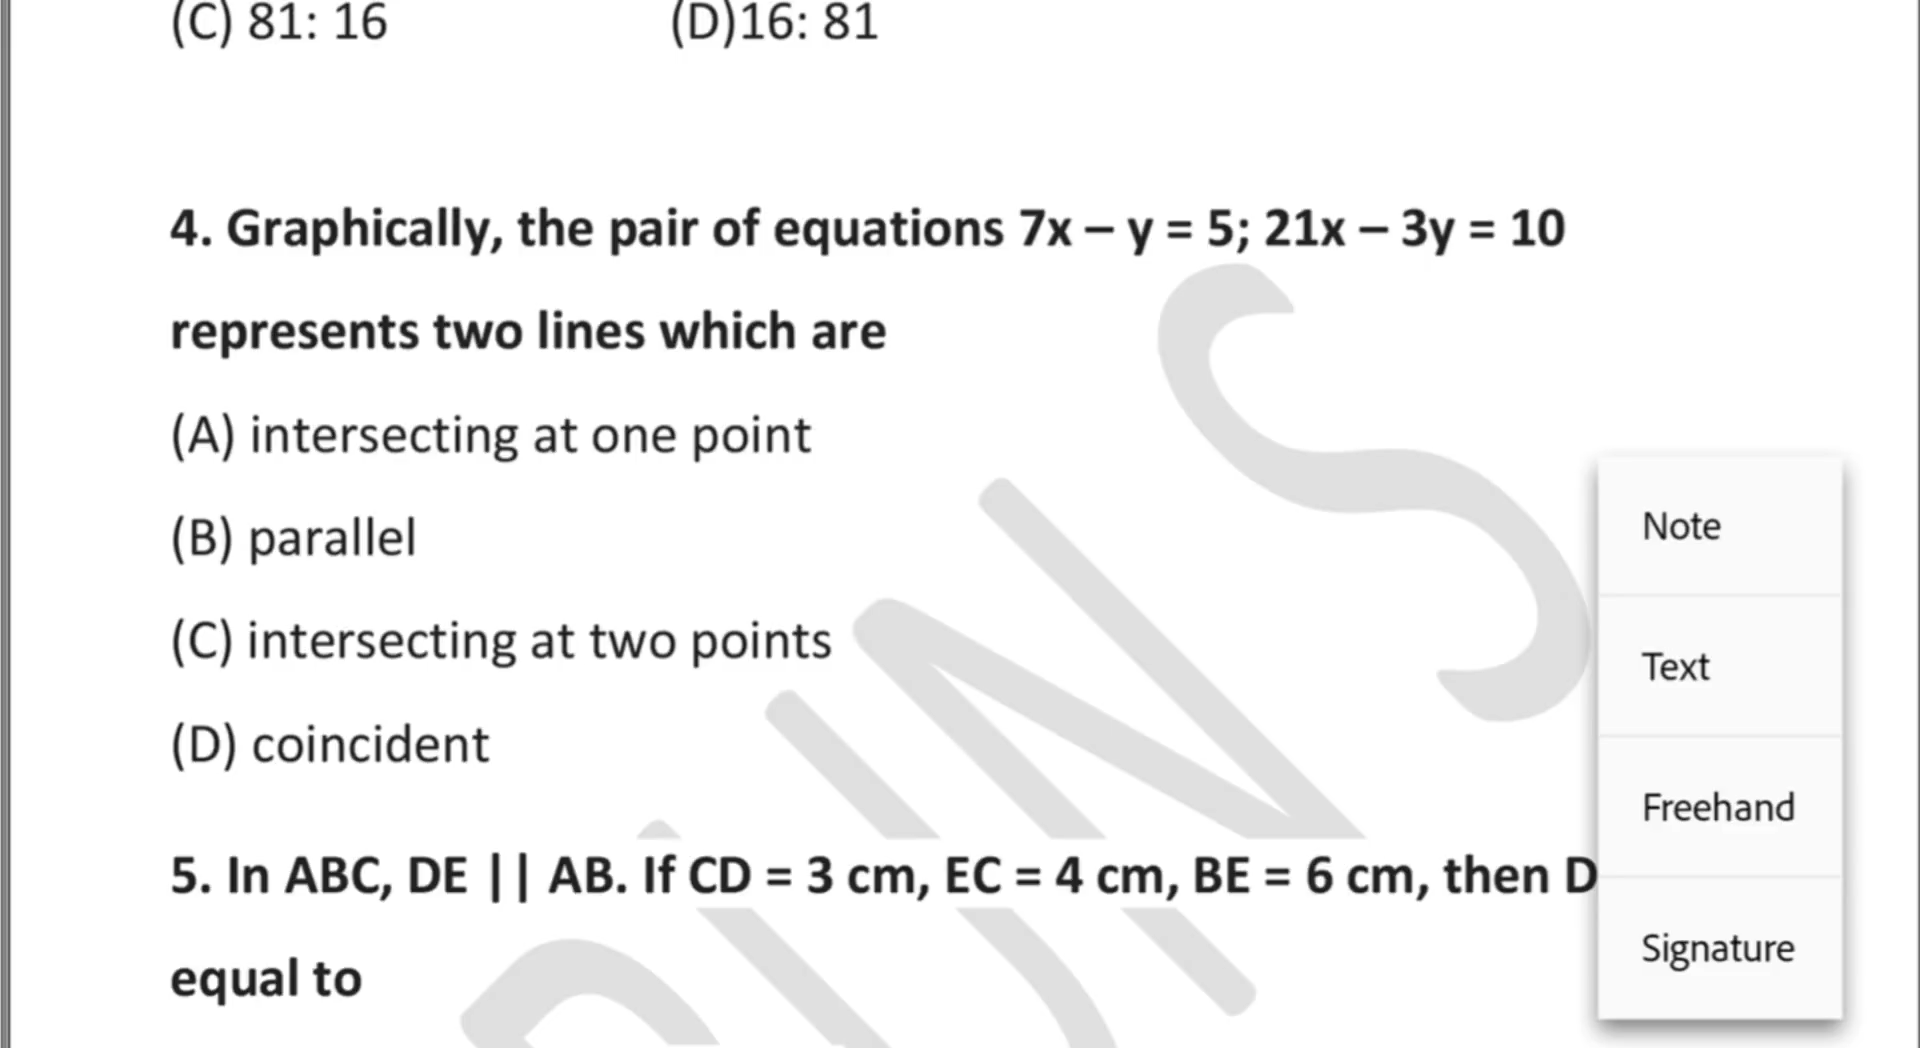 (C) 81: 16 (D)16: 81
4. Graphically, the pair of equations 7x – y = 5; 21x – 3y = 10
represents two lines which are
(A) intersecting at one point
(B) parallel
(C) intersecting at two points
(D) coincident
5. In ABC, DE || AB. If CD = 3 cm, EC = 4 cm, BE = 6 cm, then D
equal to
Note
Text
Freehand
Signature